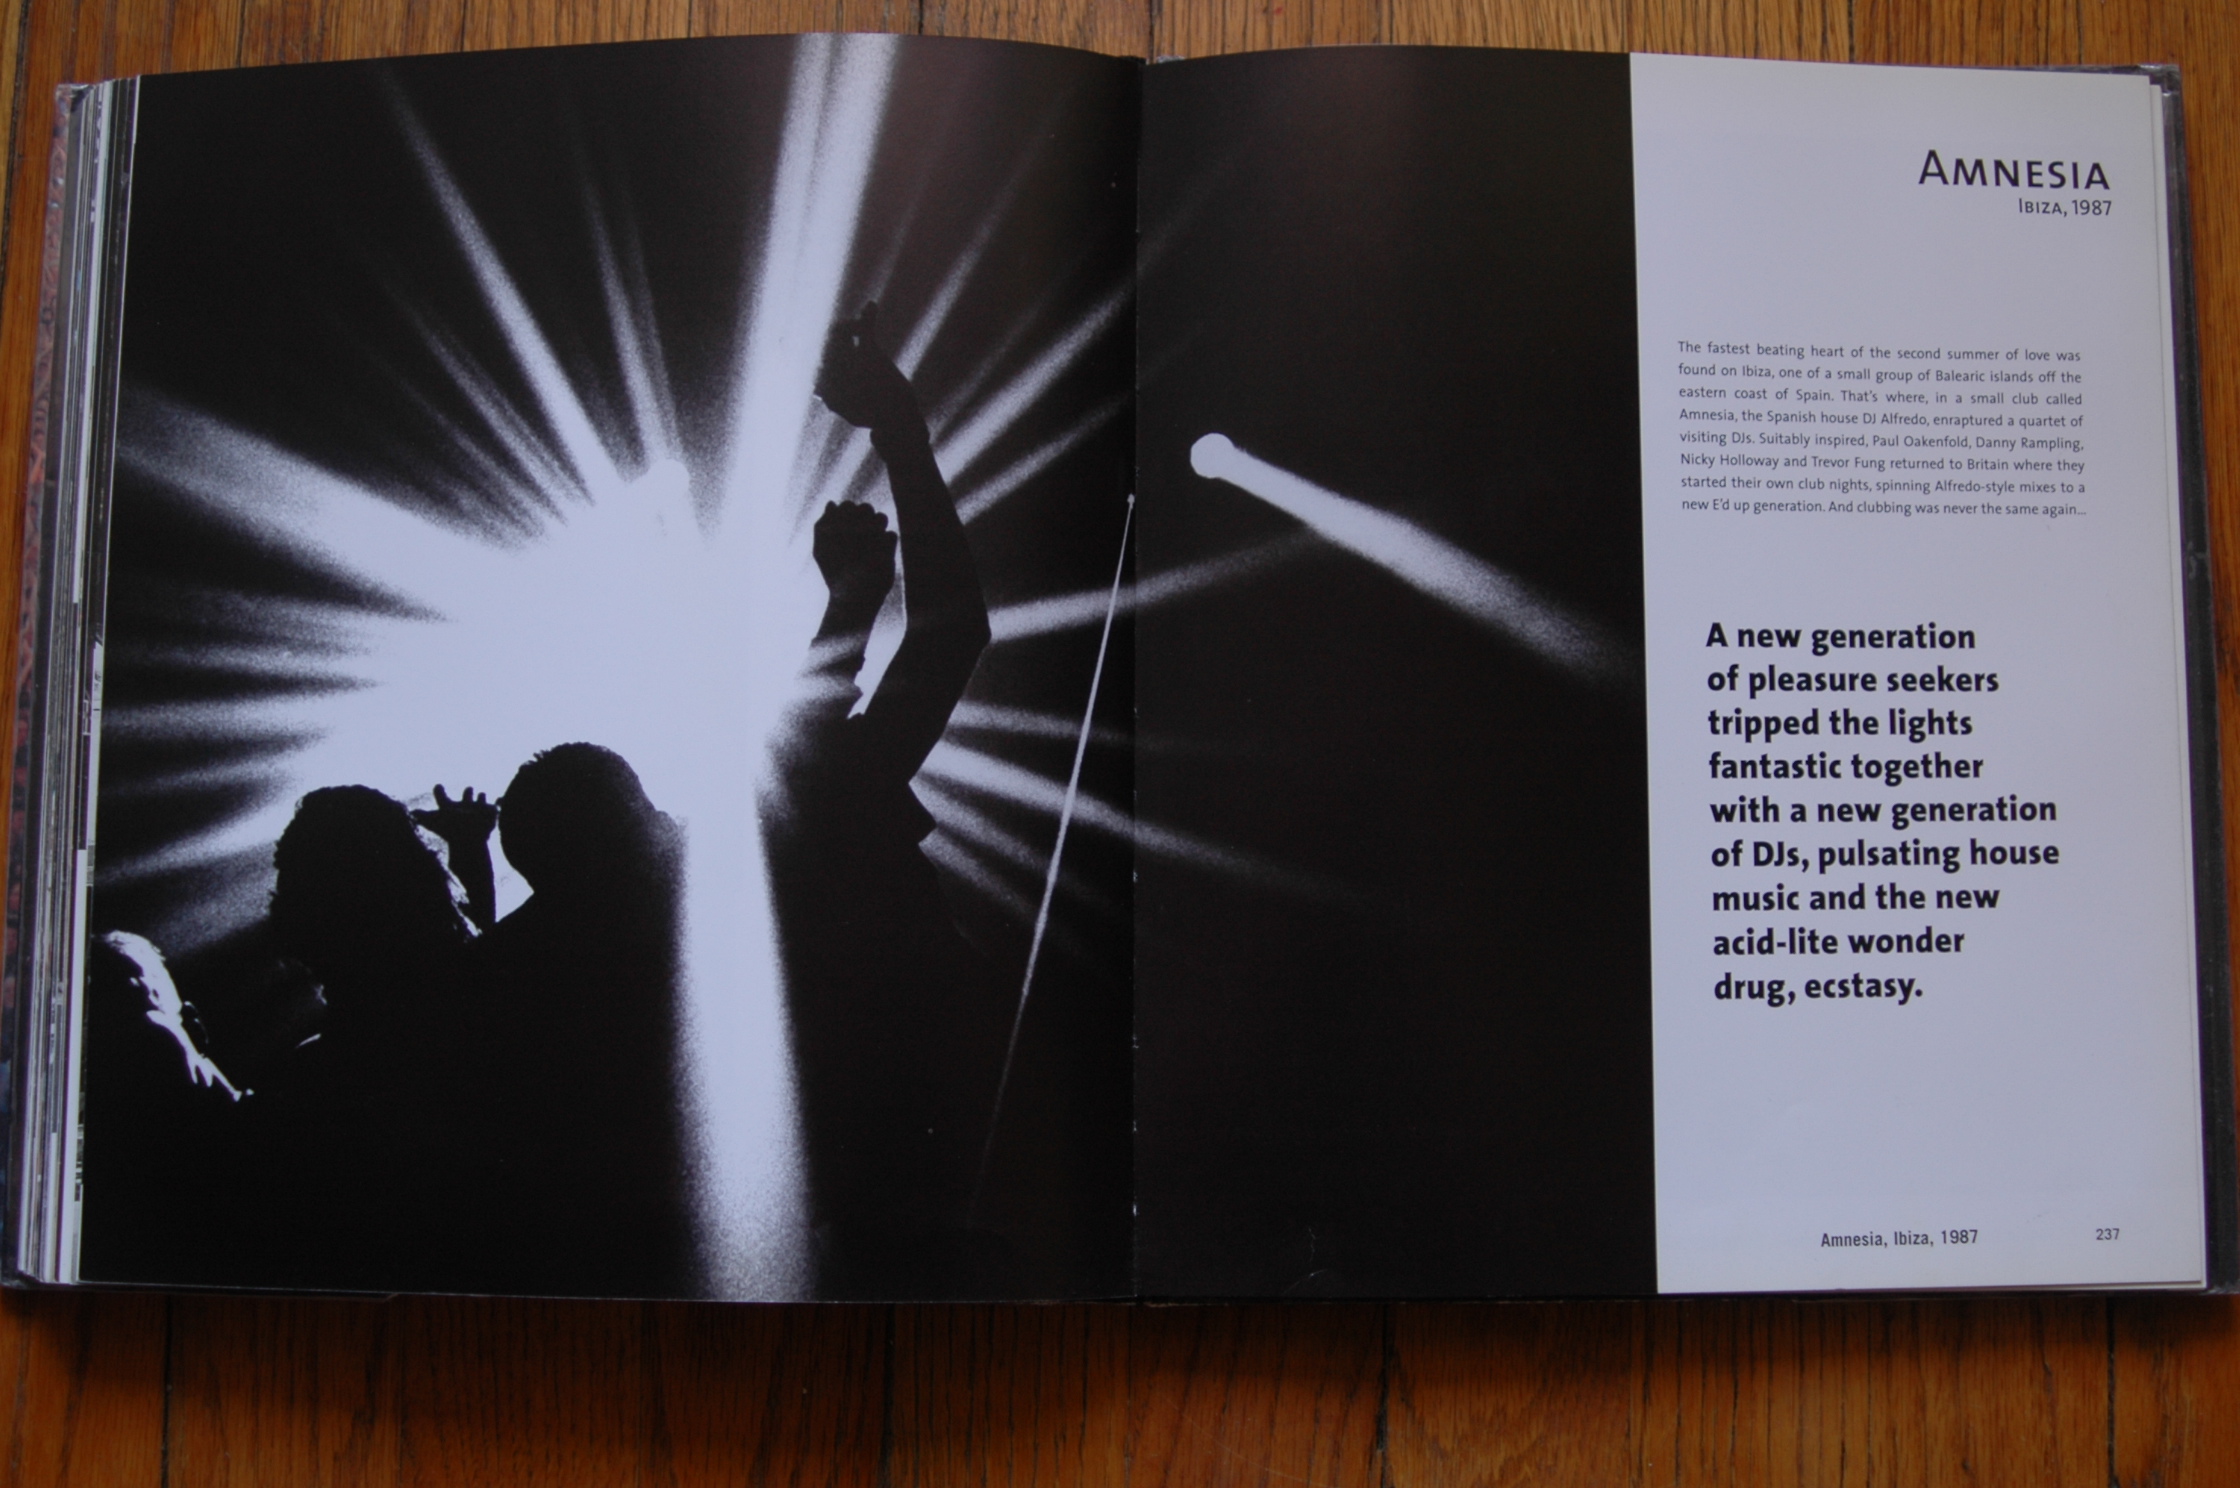 AMNESIA
IBIZA, 1987
The fastest beating heart of the second summer of love was
found on Ibiza, one of a small group of Balearic islands off the
eastern coast of Spain. That's where, in a small club called
Amnesia, the Spanish house DJ Alfredo, enraptured a quartet of
visiting DJs. Suitably inspired, Paul Oakenfold, Danny Rampling,
Nicky Holloway and Trevor Fung returned to Britain where they
started their own club nights, spinning Alfredo-style mixes to a
new E'd up generation. And clubbing was never the same again...
A new generation
of pleasure seekers
tripped the lights
fantastic together
with a new generation
of DJs, pulsating house
music and the new
acid-lite wonder
drug, ecstasy.
Amnesia, Ibiza, 1987 237